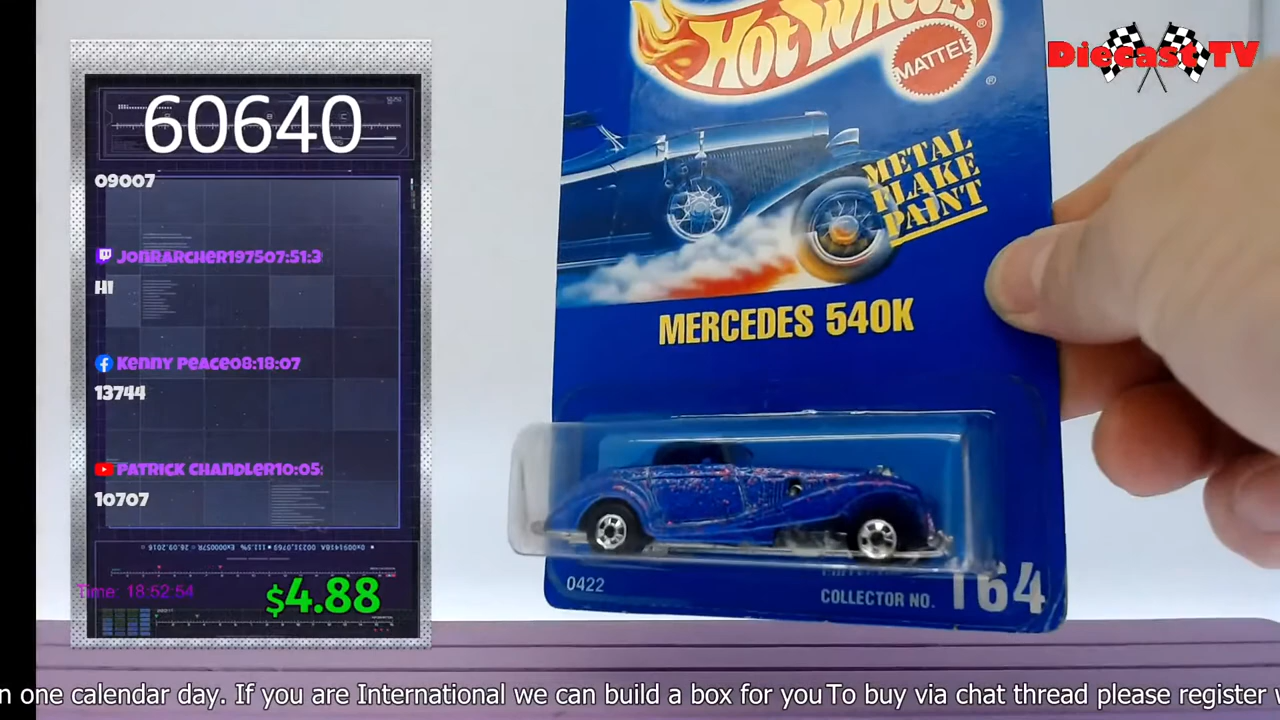 60640
09007
JonRArcher197507:51:3
HI
Kenny Peace08:18:07
13744
Patrick Chandler10:05:
10707
Time: 18:52:54
$4.88
HOT WHEELS
MATTEL
®
®
METAL
FLAKE
PAINT
MERCEDES 540K
0422
COLLECTOR NO. 164
Diecast TV
n one calendar day. If you are International we can build a box for you To buy via chat thread please register w